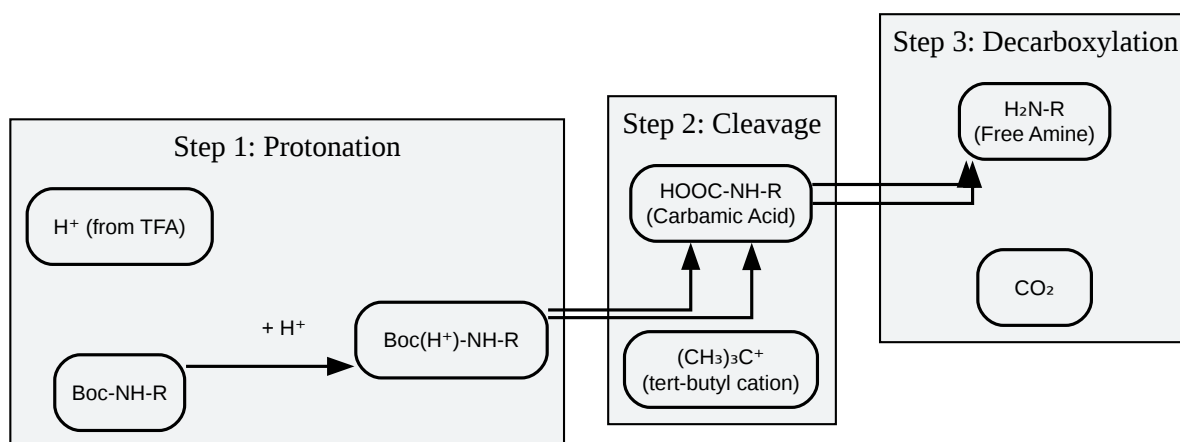 Step 1: Protonation
H⁺ (from TFA)
+ H⁺
Boc-NH-R
Boc(H⁺)-NH-R
Step 2: Cleavage
HOOC-NH-R
(Carbamic Acid)
(CH₃)₃C⁺
(tert-butyl cation)
Step 3: Decarboxylation
H₂N-R
(Free Amine)
CO₂